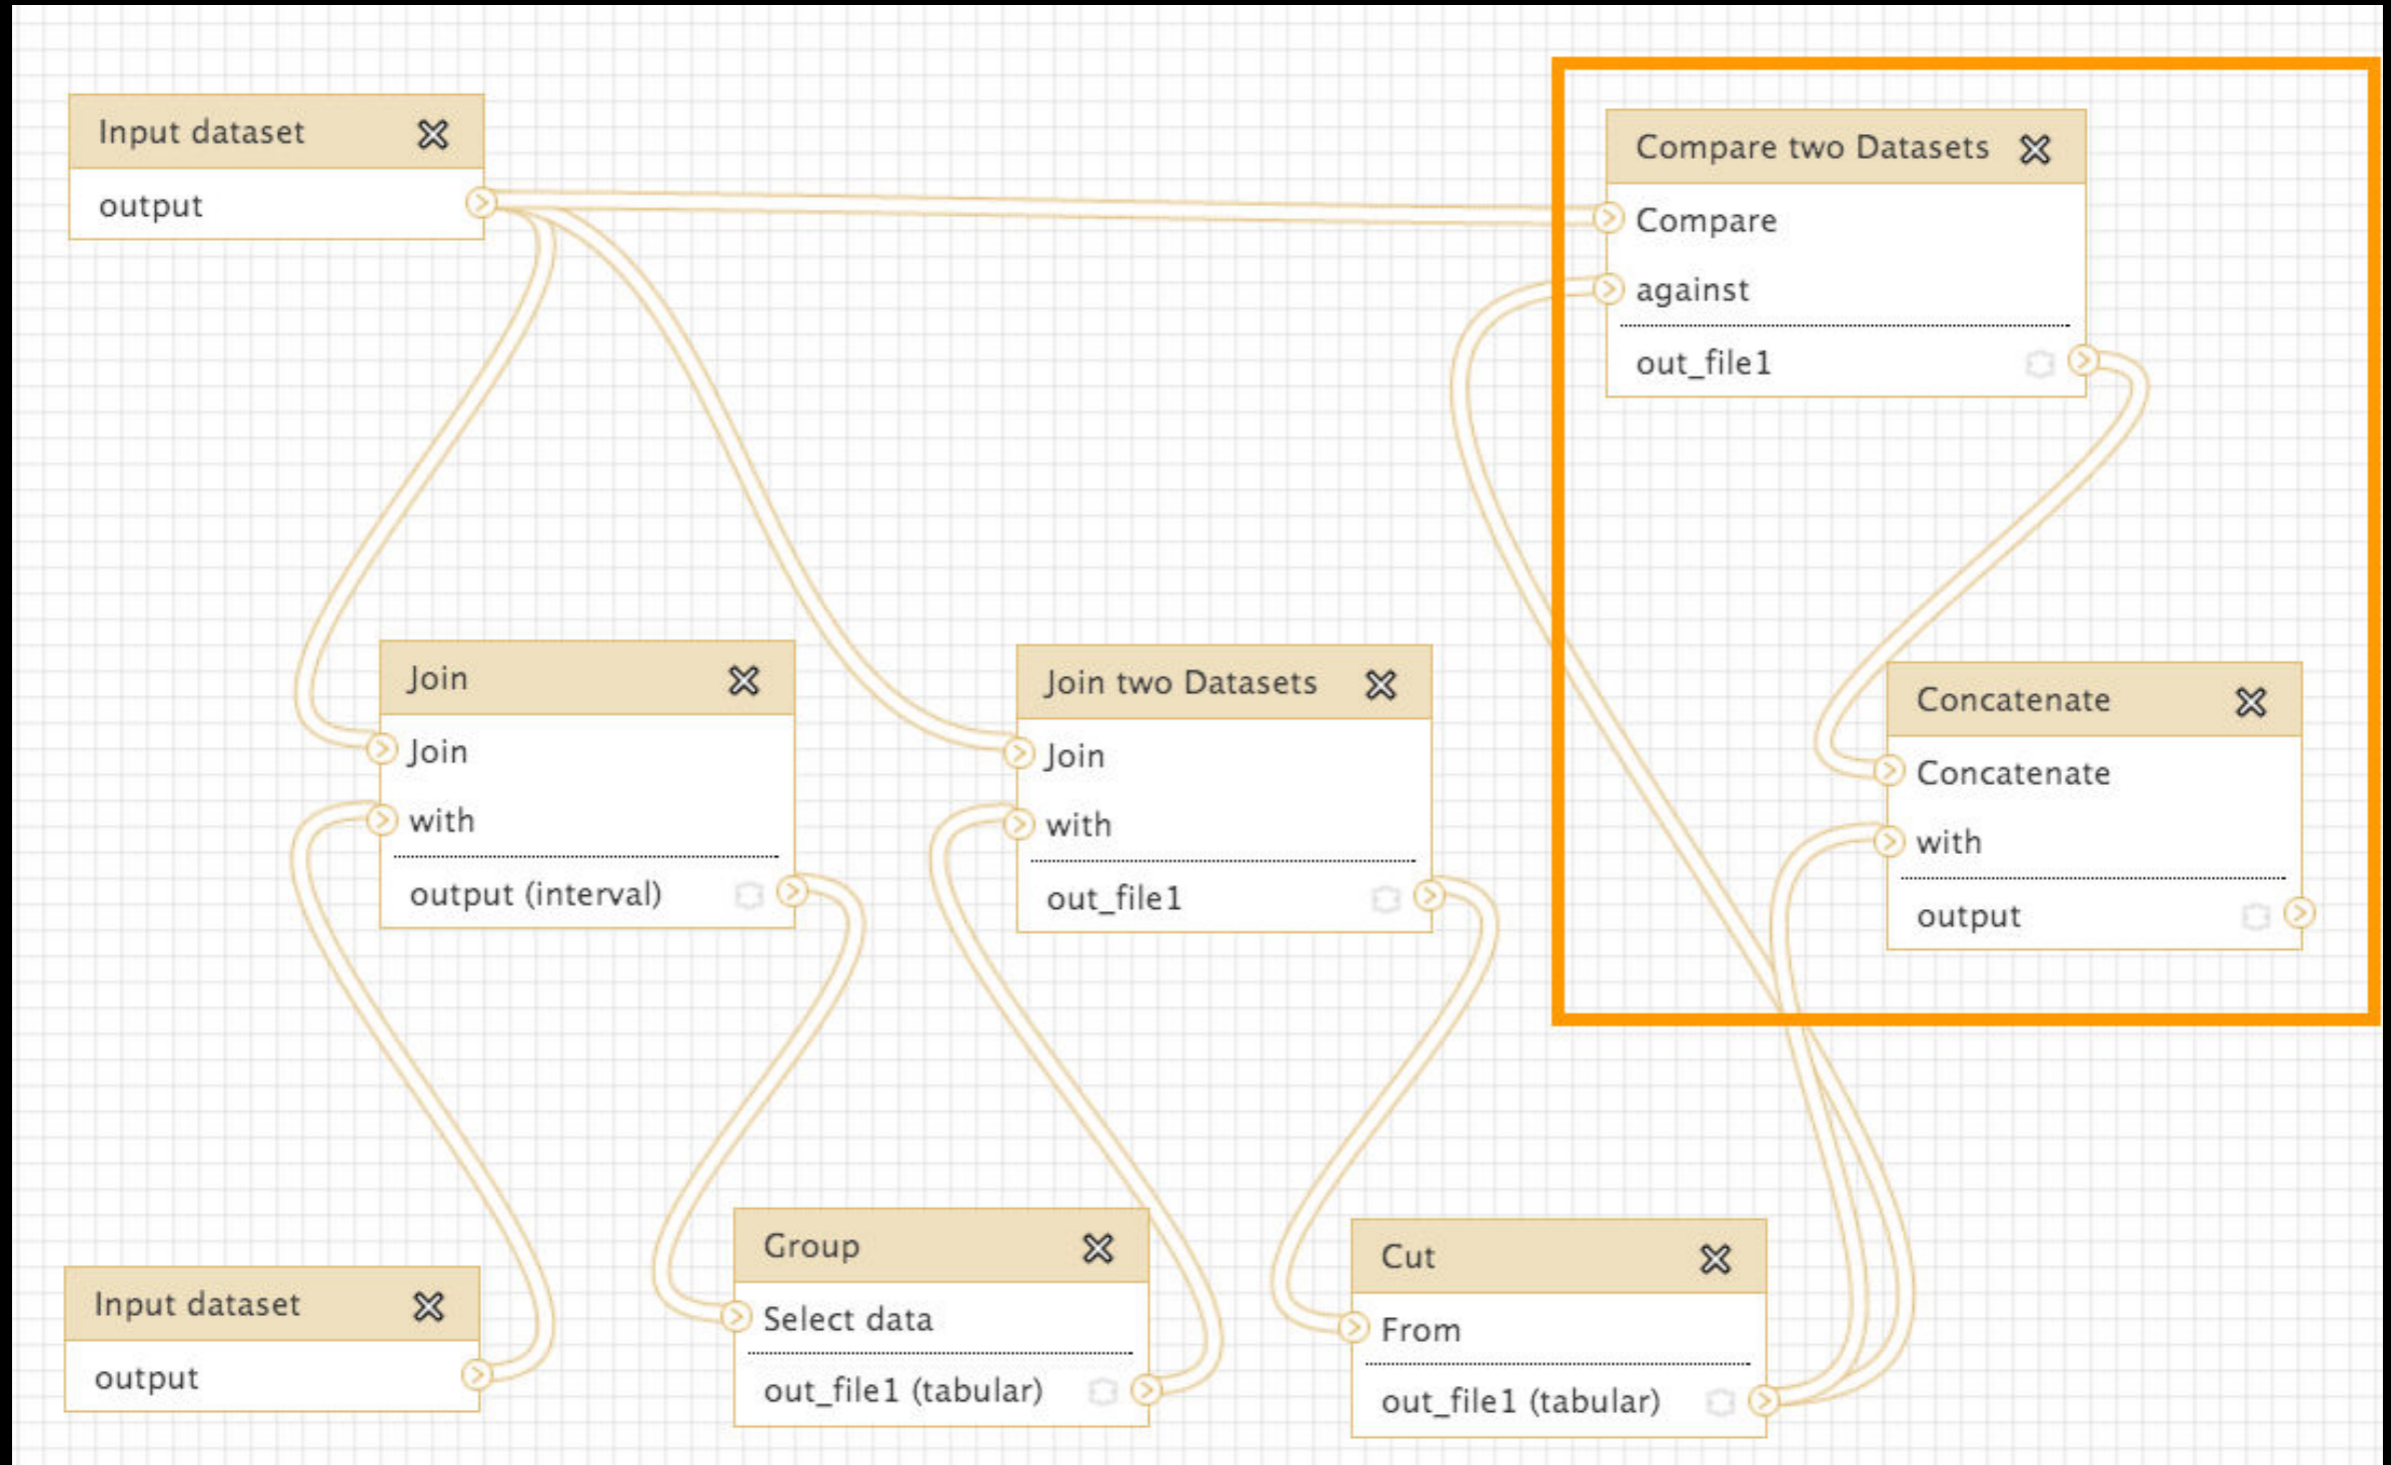 Input dataset
output
Compare two Datasets
Compare
against
out_file1
Join
Join
with
output (interval)
Join two Datasets
Join
with
out_file1
Concatenate
Concatenate
with
output
Input dataset
output
Group
Select data
out_file1 (tabular)
Cut
From
out_file1 (tabular)